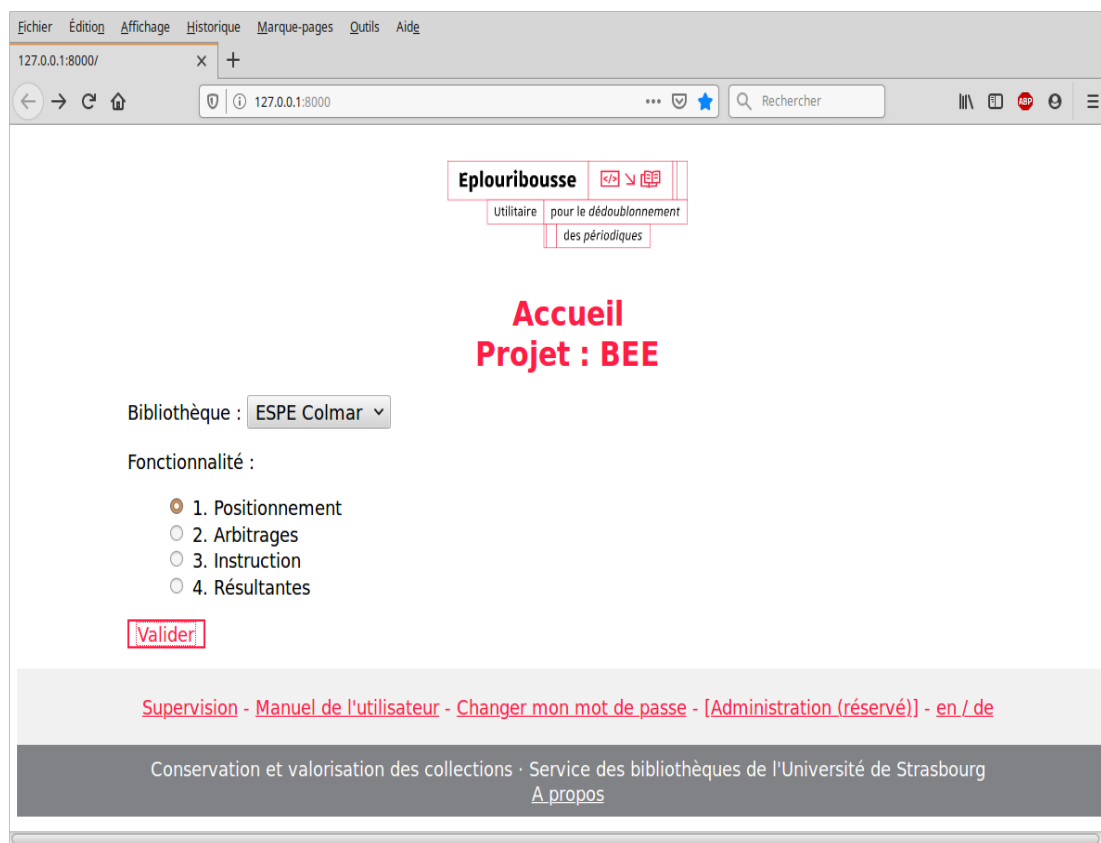 Fichier Édition Affichage Historique Marque-pages Outils Aide
127.0.0.1:8000/
127.0.0.1:8000
Rechercher
ABP
Eplouribousse
Utilitaire pour le dédoublonnement
des périodiques
Accueil
Projet : BEE
Bibliothèque : ESPE Colmar
Fonctionnalité :
1. Positionnement
2. Arbitrages
3. Instruction
4. Résultantes
Valider
Supervision - Manuel de l'utilisateur - Changer mon mot de passe - [Administration (réservé)] - en / de
Conservation et valorisation des collections · Service des bibliothèques de l'Université de Strasbourg
A propos